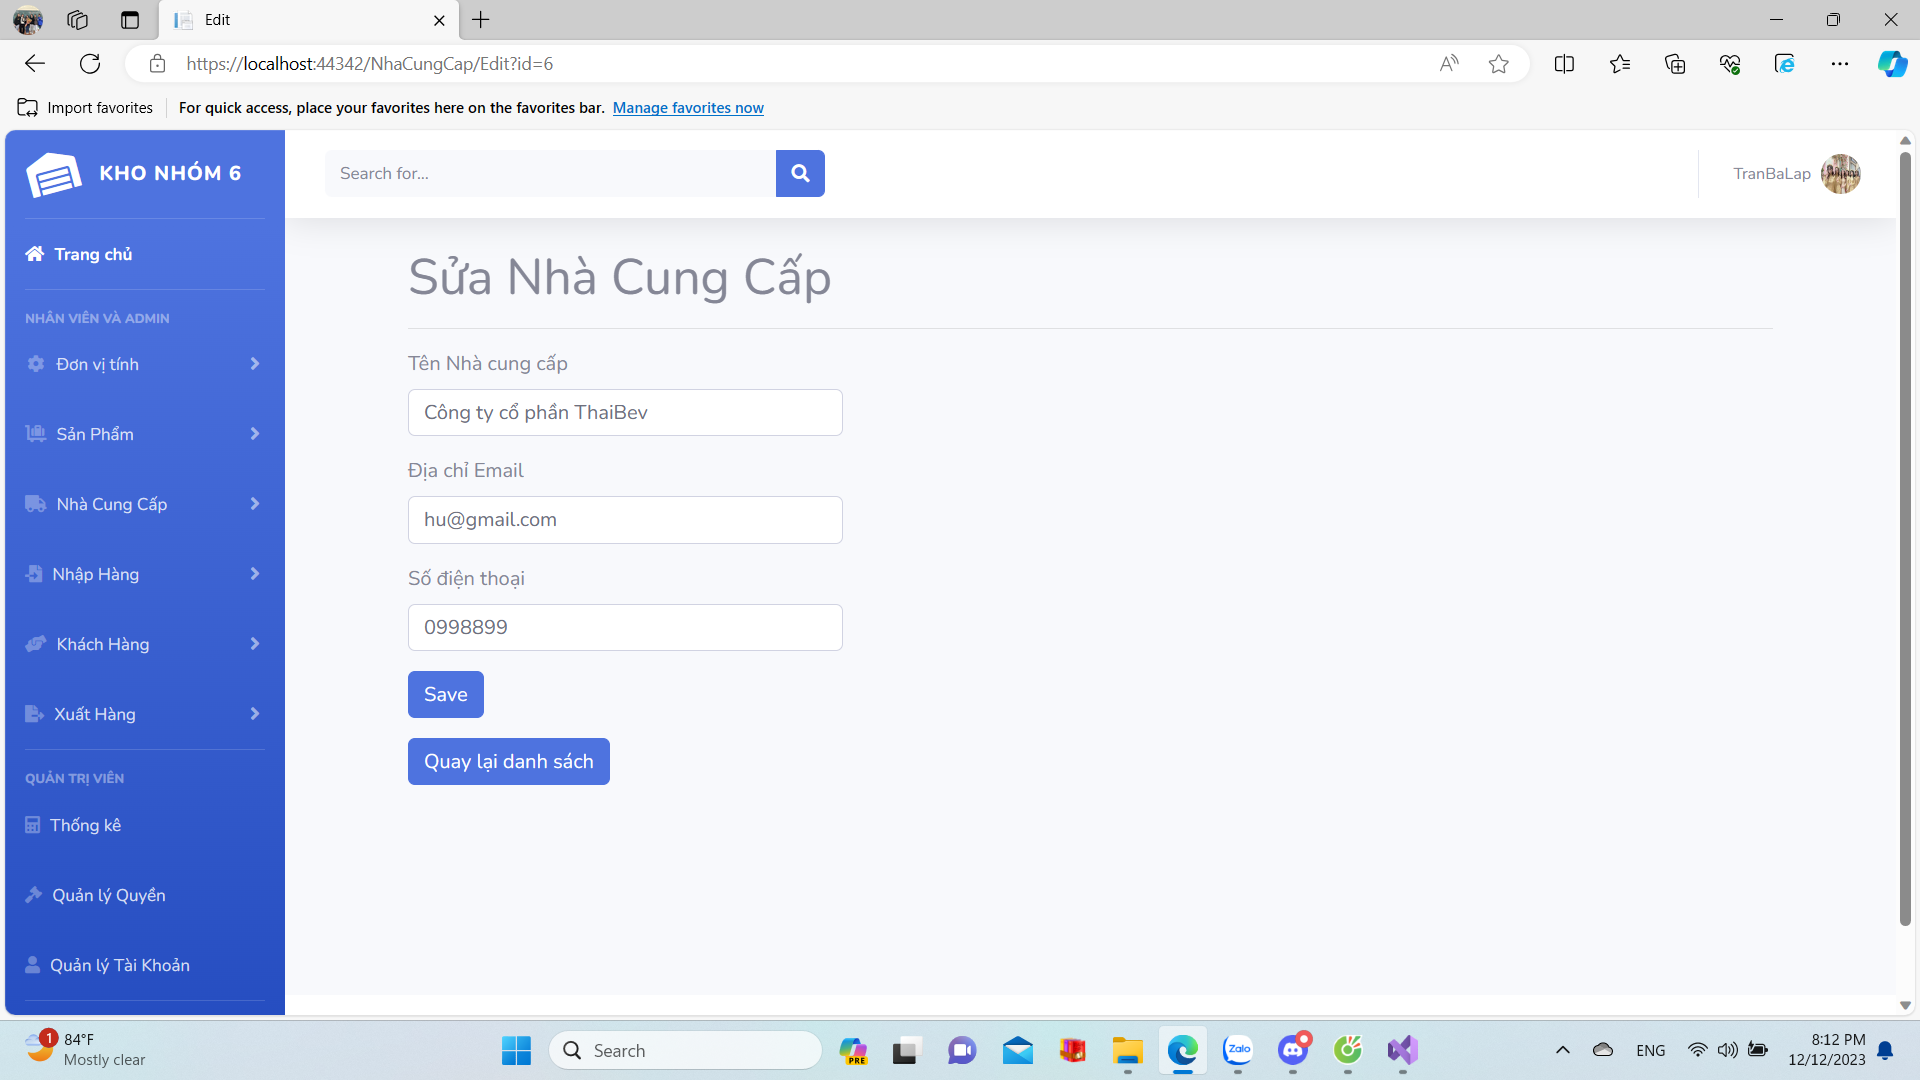 Edit
https://localhost:44342/NhaCungCap/Edit?id=6
Import favorites
For quick access, place your favorites here on the favorites bar. Manage favorites now
KHO NHÓM 6
Search for...
TranBaLap
Trang chủ
NHÂN VIÊN VÀ ADMIN
Đơn vị tính
Sản Phẩm
Nhà Cung Cấp
Nhập Hàng
Khách Hàng
Xuất Hàng
QUẢN TRỊ VIÊN
Thống kê
Quản lý Quyền
Quản lý Tài Khoản
Sửa Nhà Cung Cấp
Tên Nhà cung cấp
Công ty cổ phần ThaiBev
Địa chỉ Email
hu@gmail.com
Số điện thoại
0998899
Save
Quay lại danh sách
1
84°F
Mostly clear
Search
PRE
Zalo
ENG
8:12 PM
12/12/2023